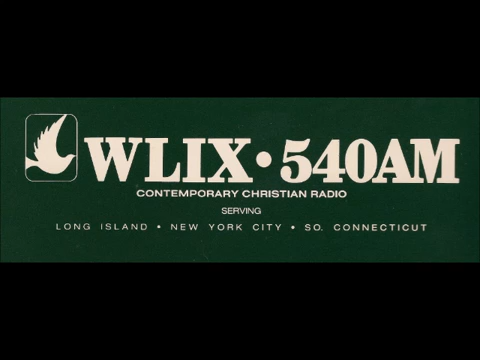 WLIX • 540AM
CONTEMPORARY CHRISTIAN RADIO
SERVING
LONG ISLAND • NEW YORK CITY • SO. CONNECTICUT